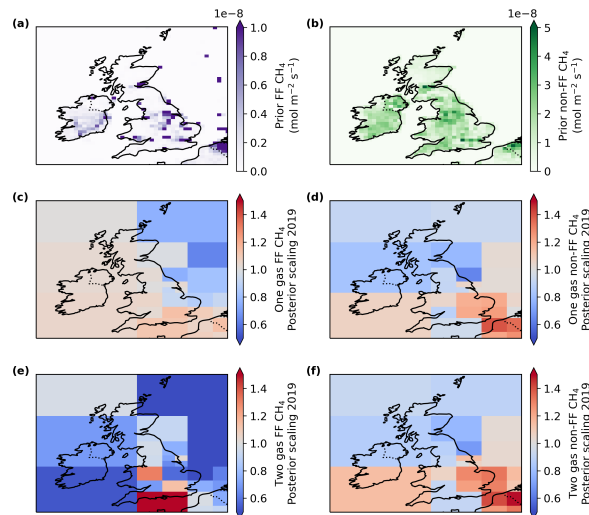 (a)
1e−8
1.0
0.8
0.6
0.4
0.2
0.0
Prior FF CH4
(mol m−2 s−1)
(b)
1e−8
5
4
3
2
1
0
Prior non-FF CH4
(mol m−2 s−1)
(c)
1.4
1.2
1.0
0.8
0.6
One gas FF CH4
Posterior scaling 2019
(d)
1.4
1.2
1.0
0.8
0.6
One gas non-FF CH4
Posterior scaling 2019
(e)
1.4
1.2
1.0
0.8
0.6
Two gas FF CH4
Posterior scaling 2019
(f)
1.4
1.2
1.0
0.8
0.6
Two gas non-FF CH4
Posterior scaling 2019